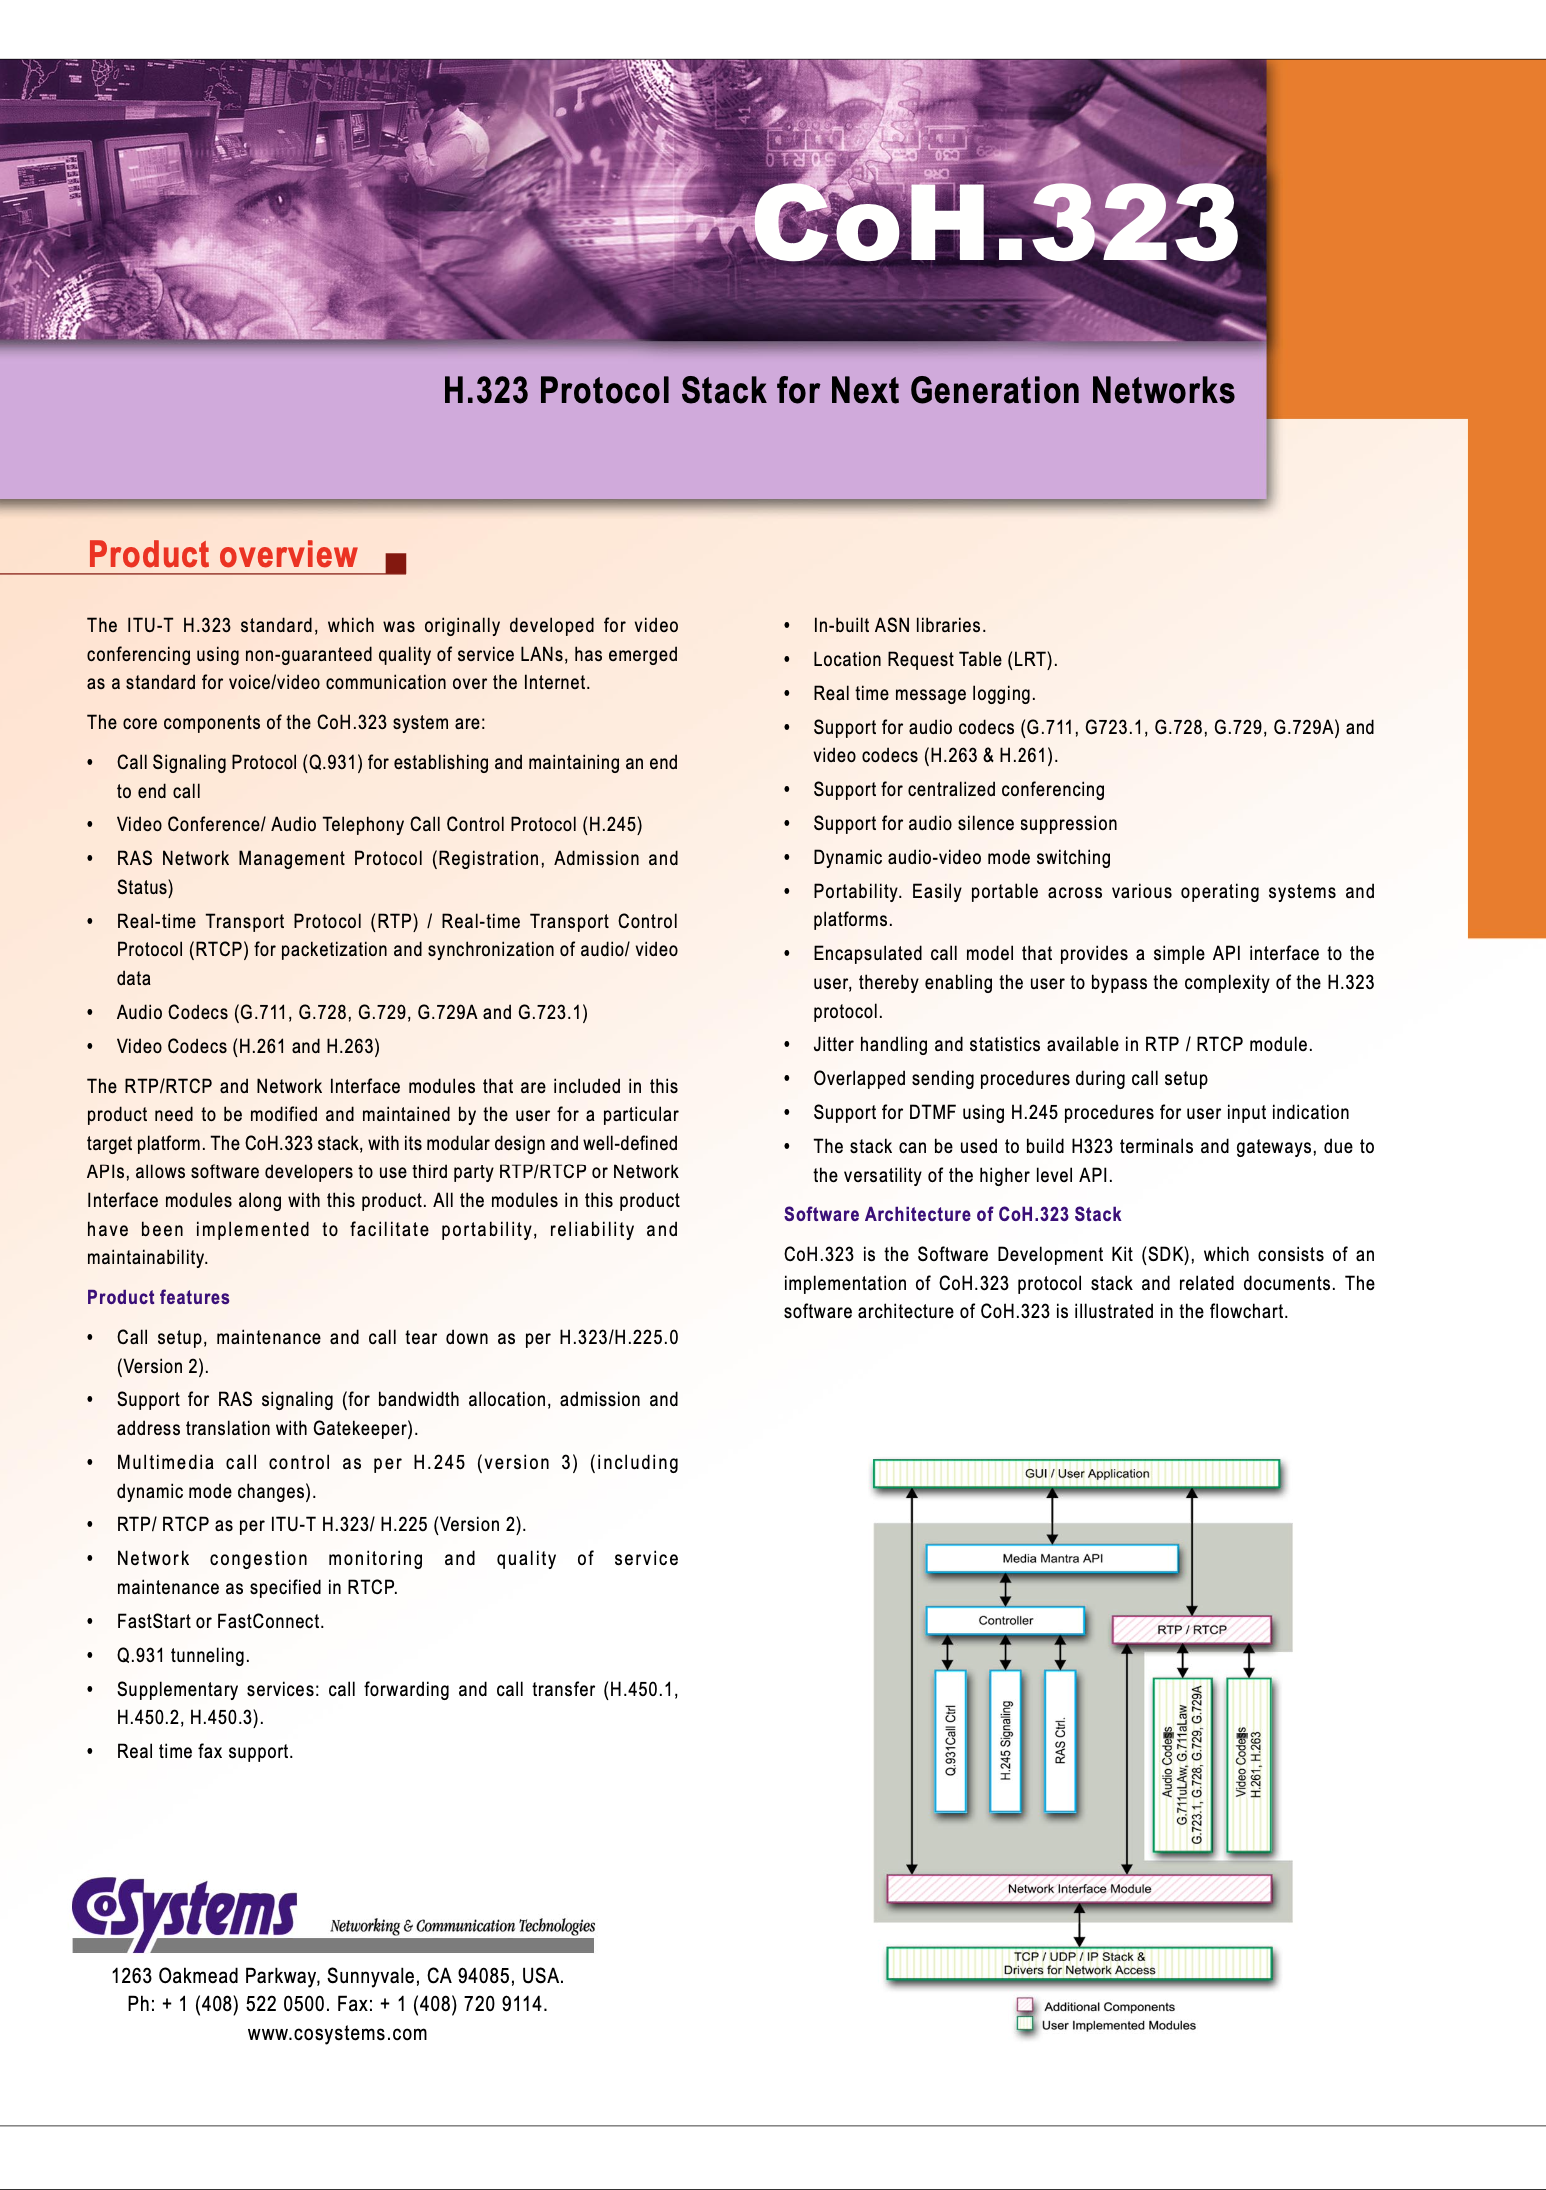 CoH.323
H.323 Protocol Stack for Next Generation Networks
Product overview
The ITU-T H.323 standard, which was originally developed for video
conferencing using non-guaranteed quality of service LANs, has emerged
as a standard for voice/video communication over the Internet.
The core components of the CoH.323 system are:
• Call Signaling Protocol (Q.931) for establishing and maintaining an end
to end call
• Video Conference/ Audio Telephony Call Control Protocol (H.245)
• RAS Network Management Protocol (Registration, Admission and
Status)
• Real-time Transport Protocol (RTP) / Real-time Transport Control
Protocol (RTCP) for packetization and synchronization of audio/ video
data
• Audio Codecs (G.711, G.728, G.729, G.729A and G.723.1)
• Video Codecs (H.261 and H.263)
The RTP/RTCP and Network Interface modules that are included in this
product need to be modified and maintained by the user for a particular
target platform. The CoH.323 stack, with its modular design and well-defined
APIs, allows software developers to use third party RTP/RTCP or Network
Interface modules along with this product. All the modules in this product
have been implemented to facilitate portability, reliability and
maintainability.
Product features
• Call setup, maintenance and call tear down as per H.323/H.225.0
(Version 2).
• Support for RAS signaling (for bandwidth allocation, admission and
address translation with Gatekeeper).
• Multimedia call control as per H.245 (version 3) (including
dynamic mode changes).
• RTP/ RTCP as per ITU-T H.323/ H.225 (Version 2).
• Network congestion monitoring and quality of service
maintenance as specified in RTCP.
• FastStart or FastConnect.
• Q.931 tunneling.
• Supplementary services: call forwarding and call transfer (H.450.1,
H.450.2, H.450.3).
• Real time fax support.
• In-built ASN libraries.
• Location Request Table (LRT).
• Real time message logging.
• Support for audio codecs (G.711, G723.1, G.728, G.729, G.729A) and
video codecs (H.263 & H.261).
• Support for centralized conferencing
• Support for audio silence suppression
• Dynamic audio-video mode switching
• Portability. Easily portable across various operating systems and
platforms.
• Encapsulated call model that provides a simple API interface to the
user, thereby enabling the user to bypass the complexity of the H.323
protocol.
• Jitter handling and statistics available in RTP / RTCP module.
• Overlapped sending procedures during call setup
• Support for DTMF using H.245 procedures for user input indication
• The stack can be used to build H323 terminals and gateways, due to
the versatility of the higher level API.
Software Architecture of CoH.323 Stack
CoH.323 is the Software Development Kit (SDK), which consists of an
implementation of CoH.323 protocol stack and related documents. The
software architecture of CoH.323 is illustrated in the flowchart.
GUI / User Application
Media Mantra API
Controller
RTP / RTCP
Q.931Call Ctrl
H.245 Signaling
RAS Ctrl.
Audio
G.711uLAw, G.711aLaw
G.723.1, G.728, G.729, G.729A
Video
H.261, H.263
Network Interface Module
TCP / UDP / IP Stack &
Drivers for Network Access
Additional Components
User Implemented Modules
CoSystems
Networking & Communication Technologies
1263 Oakmead Parkway, Sunnyvale, CA 94085, USA.
Ph: + 1 (408) 522 0500. Fax: + 1 (408) 720 9114.
www.cosystems.com